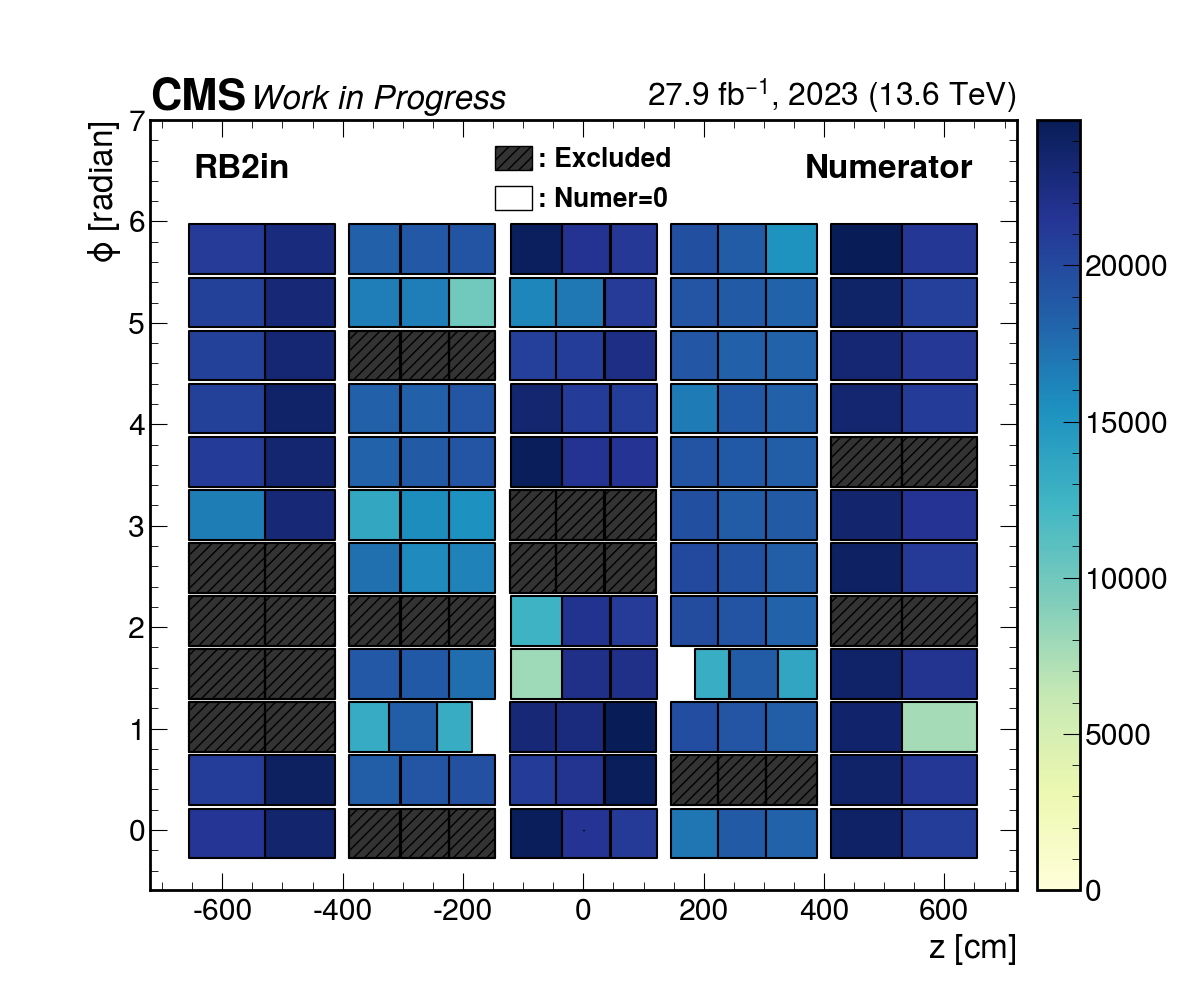 CMS Work in Progress 27.9 fb⁻¹, 2023 (13.6 TeV)
RB2in
: Excluded
: Numer=0
Numerator
ϕ [radian]
7
6
5
4
3
2
1
0
-600 -400 -200 0 200 400 600
z [cm]
20000
15000
10000
5000
0